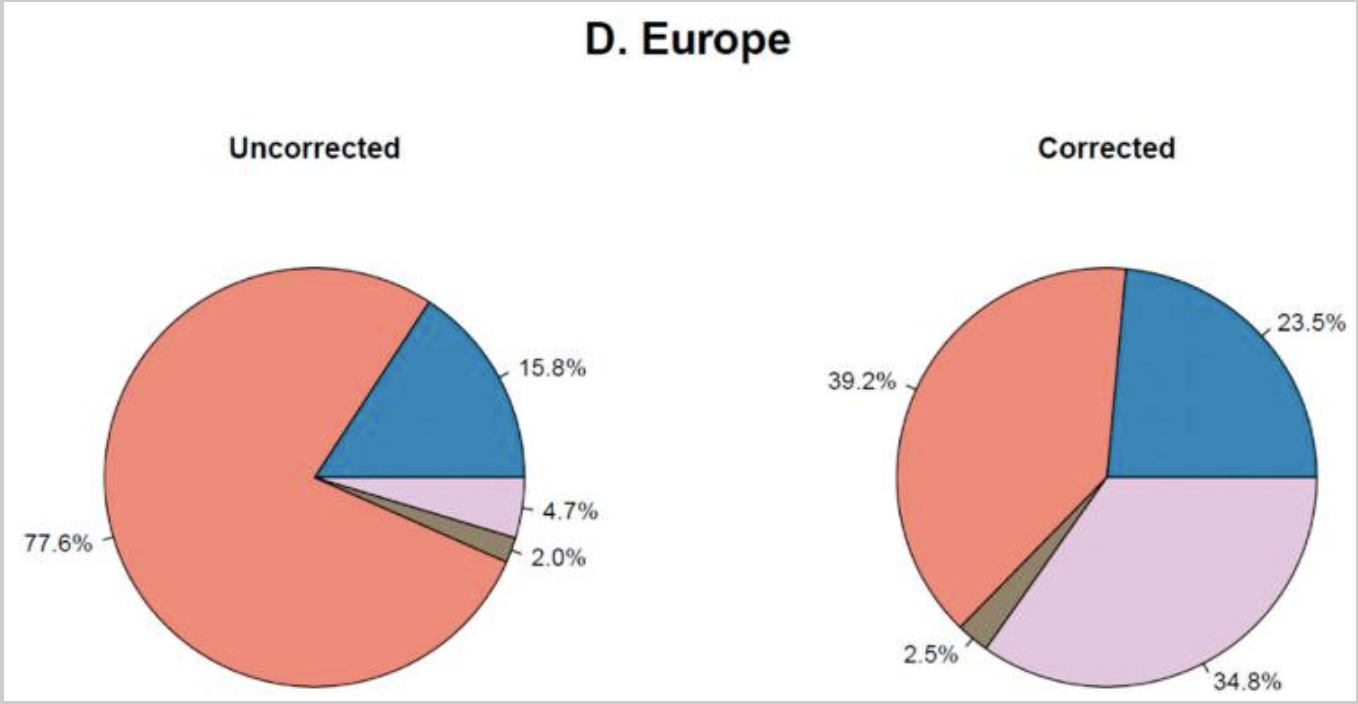 D. Europe
Uncorrected
Corrected
15.8%
4.7%
2.0%
77.6%
23.5%
39.2%
2.5%
34.8%